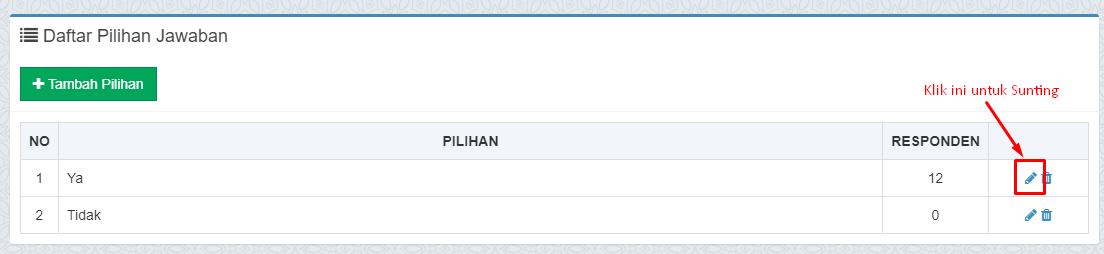 Daftar Pilihan Jawaban
Tambah Pilihan
Klik ini untuk Sunting
NO PILIHAN RESPONDEN
1 Ya 12
2 Tidak 0